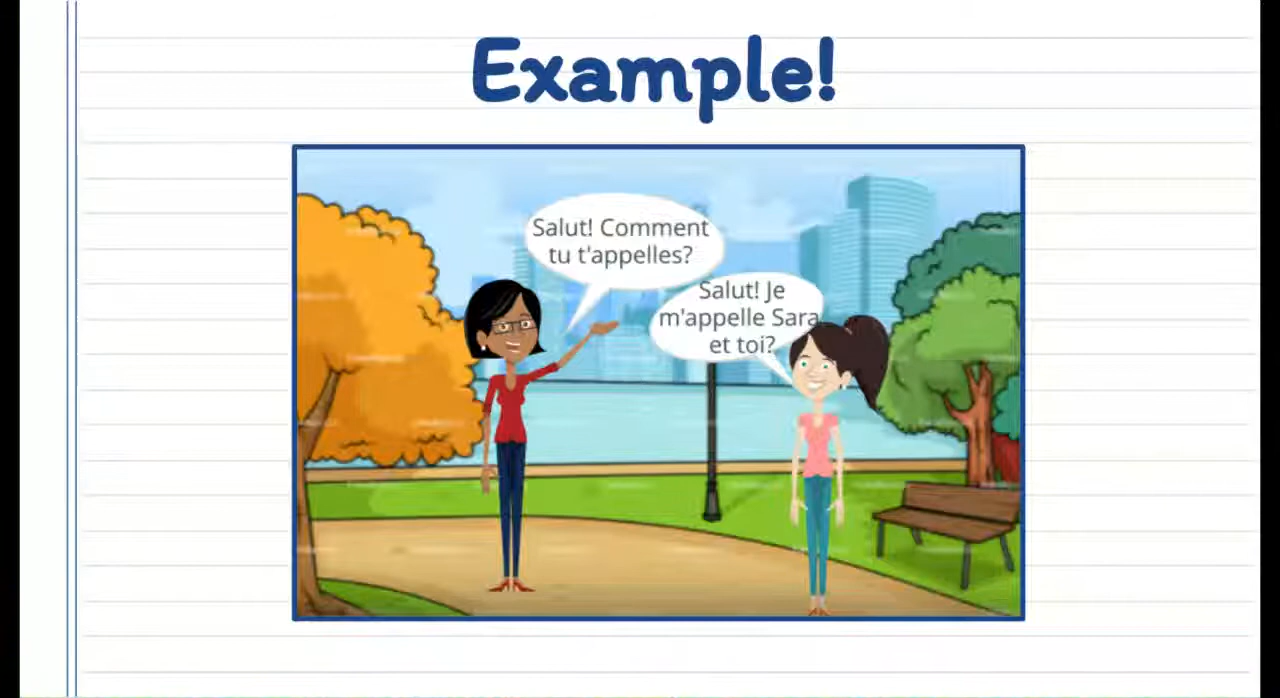 Example!
Salut! Comment
tu t'appelles?
Salut! Je
m'appelle Sara
et toi?